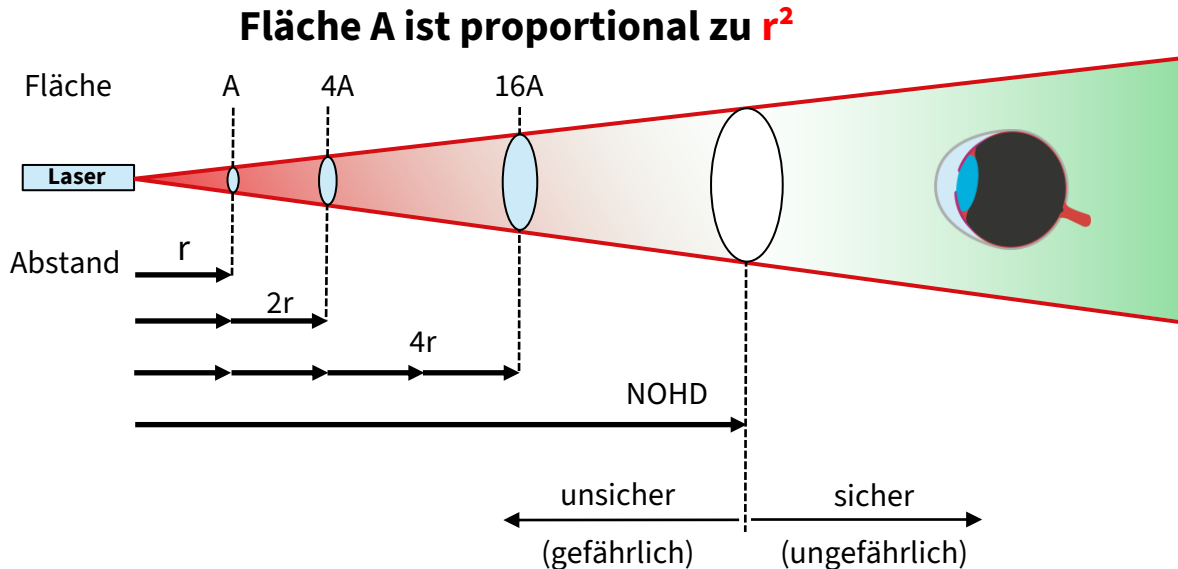 Fläche A ist proportional zu r²
Fläche A 4A 16A
Laser
Abstand r
2r
4r
NOHD
unsicher sicher
(gefährlich) (ungefährlich)